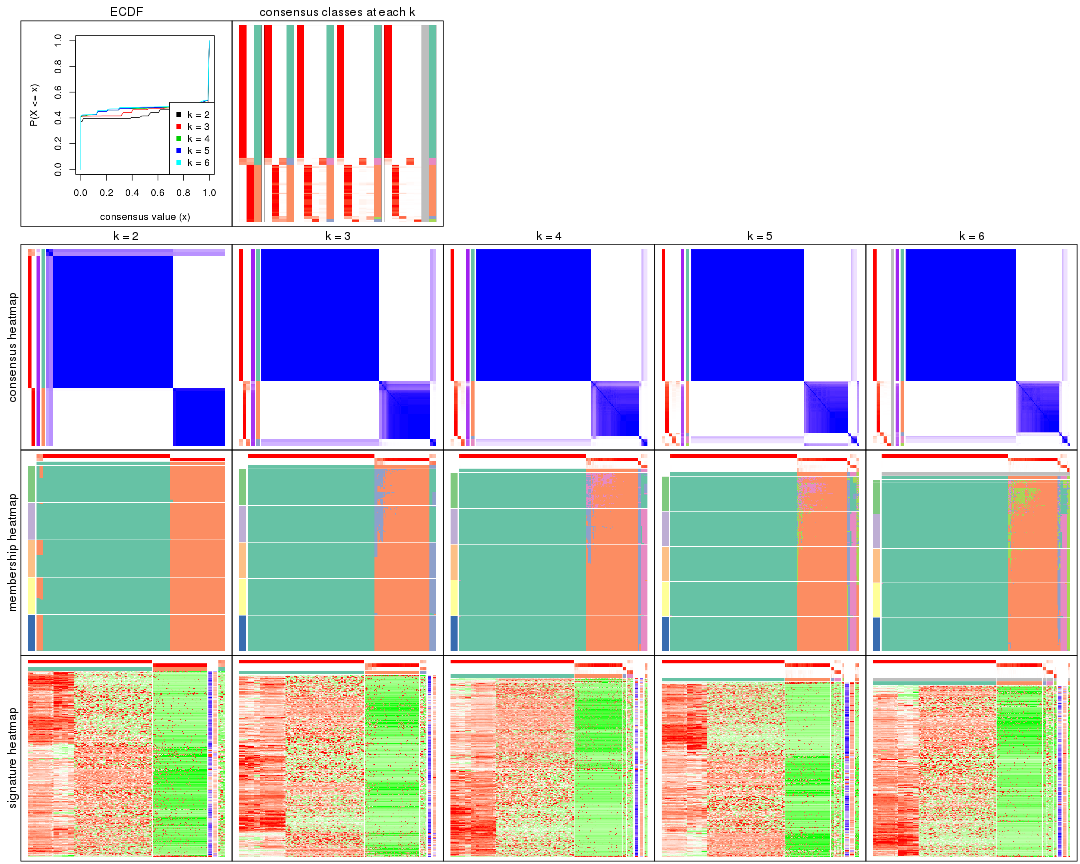 ECDF
consensus classes at each k
P(X <= x)
1.0
0.8
0.6
0.4
0.2
0.0
k = 2
k = 3
k = 4
k = 5
k = 6
0.0 0.2 0.4 0.6 0.8 1.0
consensus value (x)
k = 2
k = 3
k = 4
k = 5
k = 6
consensus heatmap
membership heatmap
signature heatmap